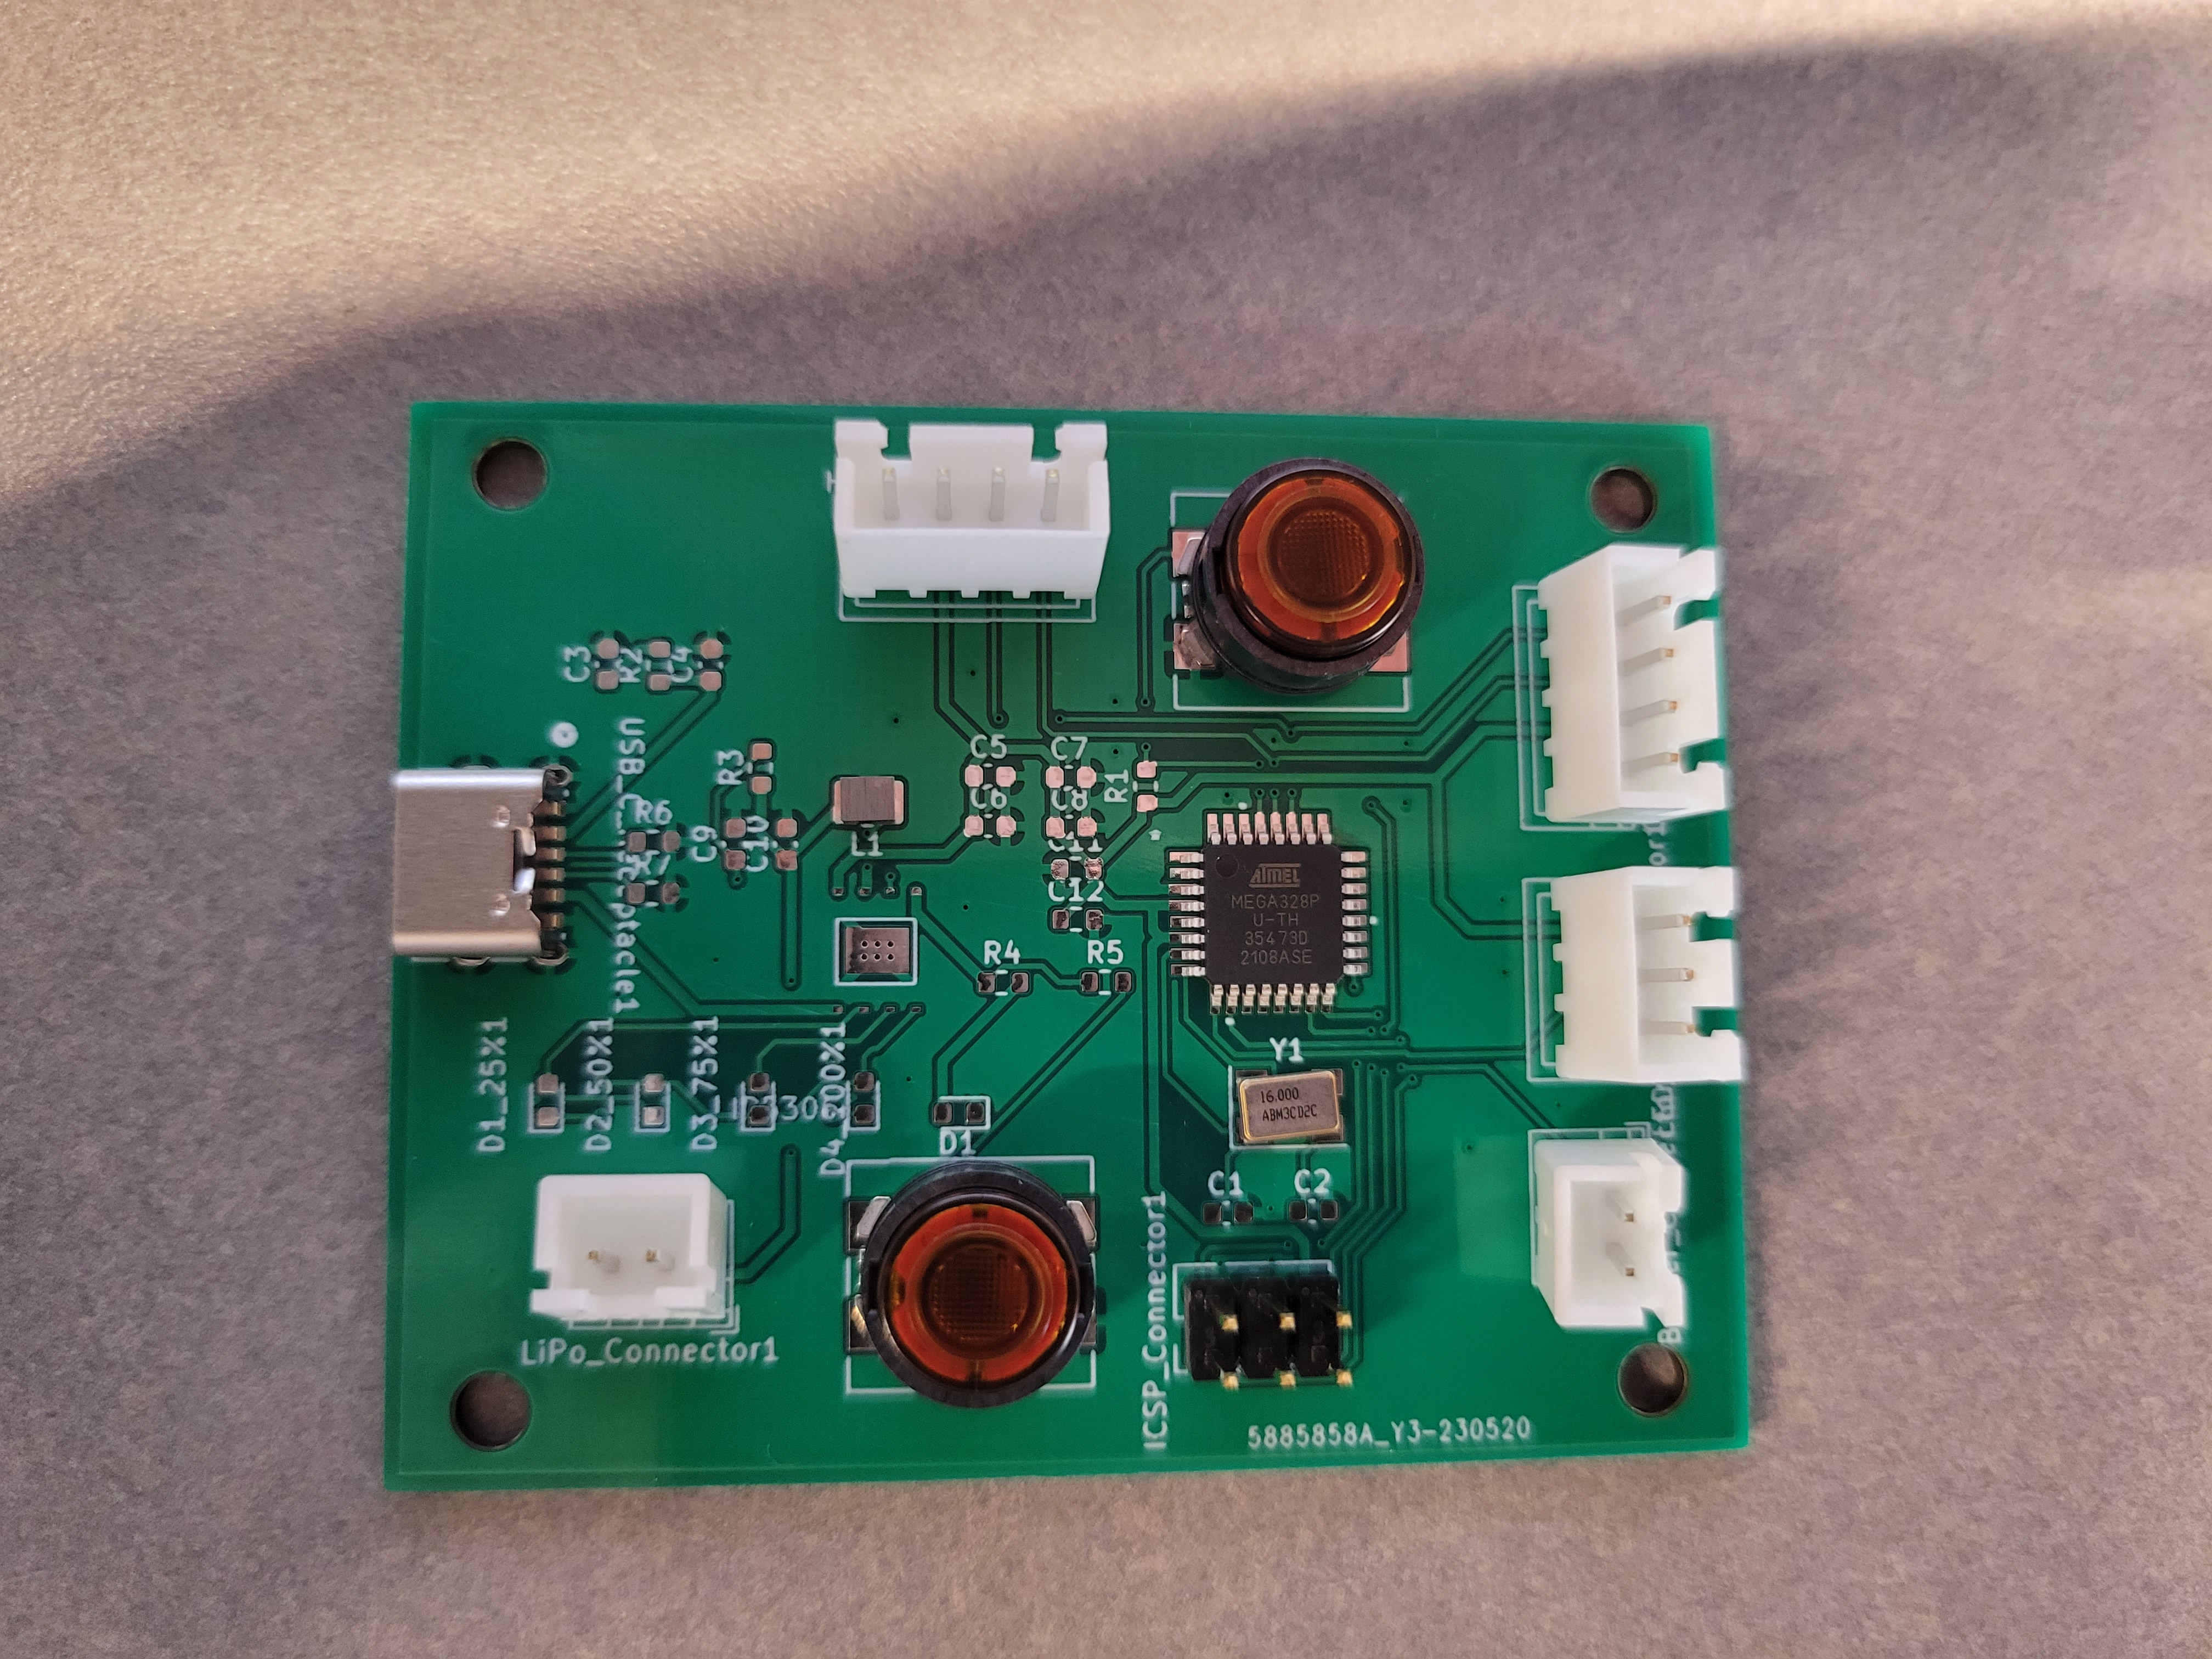 C3
R2
C4
USB_C_
ptacle1
R3
R6
C9
C10
L1
C5
C7
C6
C8
R1
C11
C12
R4
R5
ATMEL
MEGA328P
U-TH
35473D
2108ASE
Y1
16.000
ABM3CD2C
D1_25%1
D2_50%1
D3_75%1
D4_100%1
D1
C1
C2
LiPo_Connector1
ICSP_Connector1
5885858A_Y3-230520